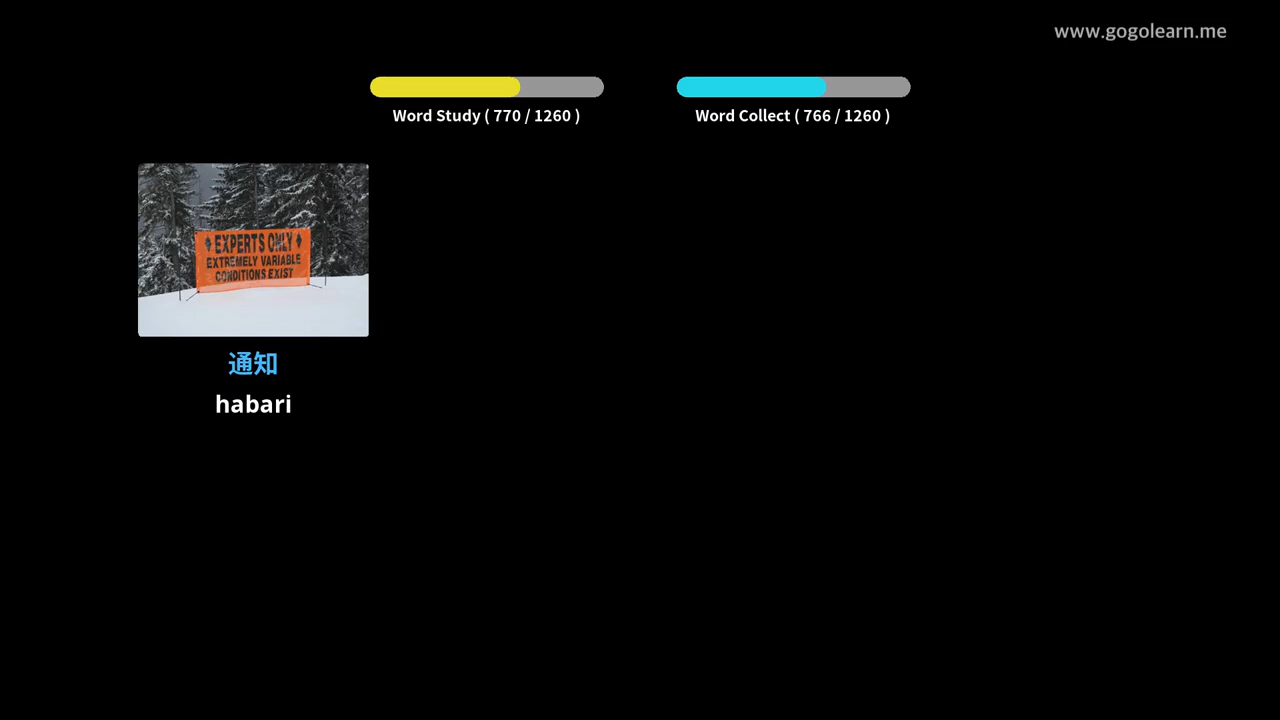 www.gogolearn.me
Word Study ( 770 / 1260 )
Word Collect ( 766 / 1260 )
EXPERTS ONLY
EXTREMELY VARIABLE
CONDITIONS EXIST
通知
habari